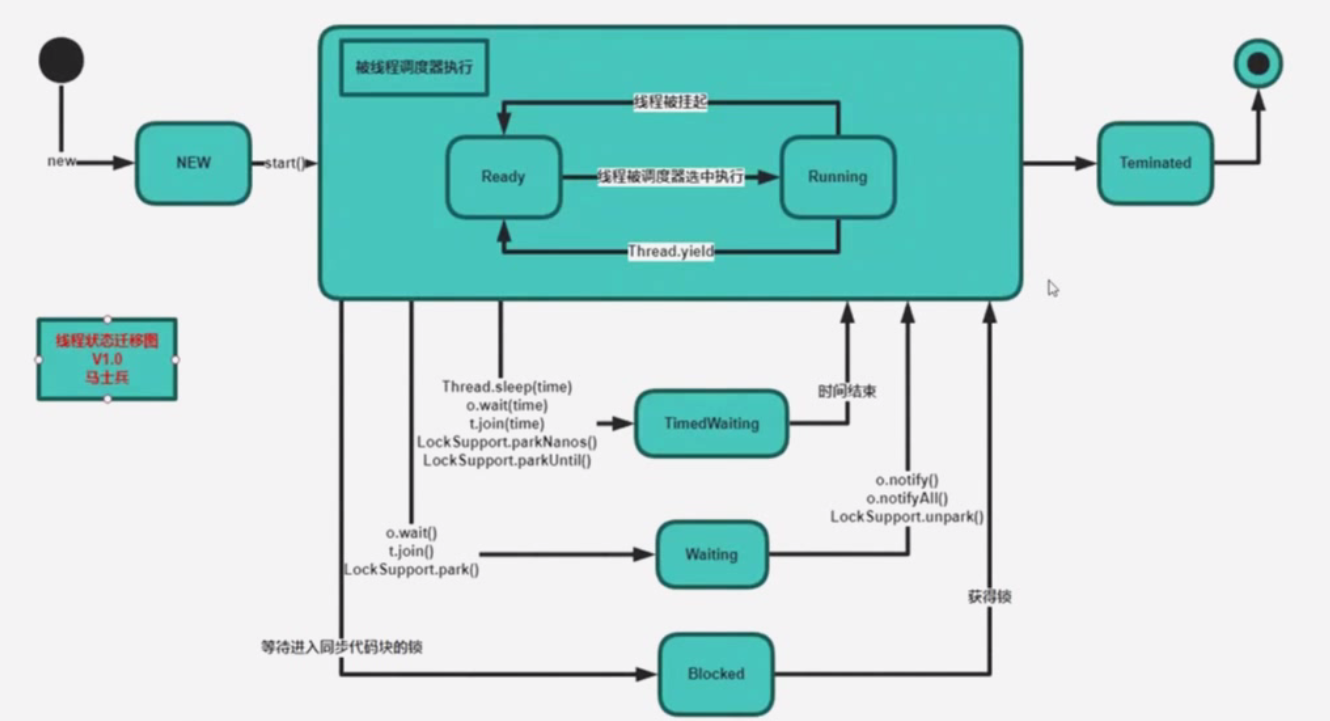 被线程调度器执行
线程被挂起
new
NEW
start()
Ready
线程被调度器选中执行
Running
Teminated
Thread.yield
线程状态迁移图
V1.0
马士兵
Thread.sleep(time)
o.wait(time)
t.join(time)
LockSupport.parkNanos()
LockSupport.parkUntil()
TimedWaiting
时间结束
o.wait()
t.join()
LockSupport.park()
Waiting
o.notify()
o.notifyAll()
LockSupport.unpark()
等待进入同步代码块的锁
Blocked
获得锁